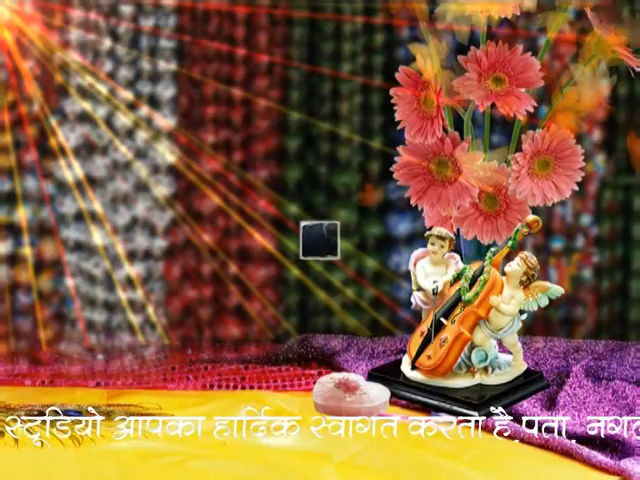 स्टूडियो आपका हार्दिक स्वागत करता है पता